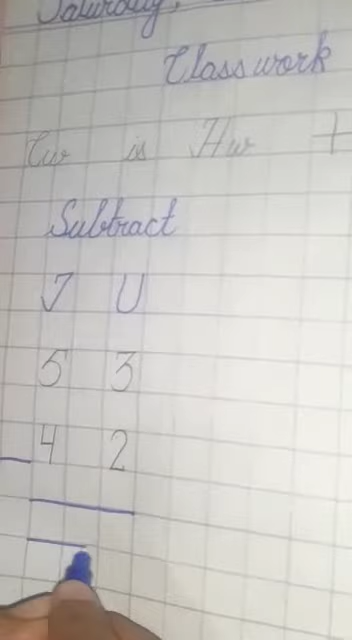 Saturday,
Classwork
Cw is Hw +
Subtract
T U
5 3
- 4 2